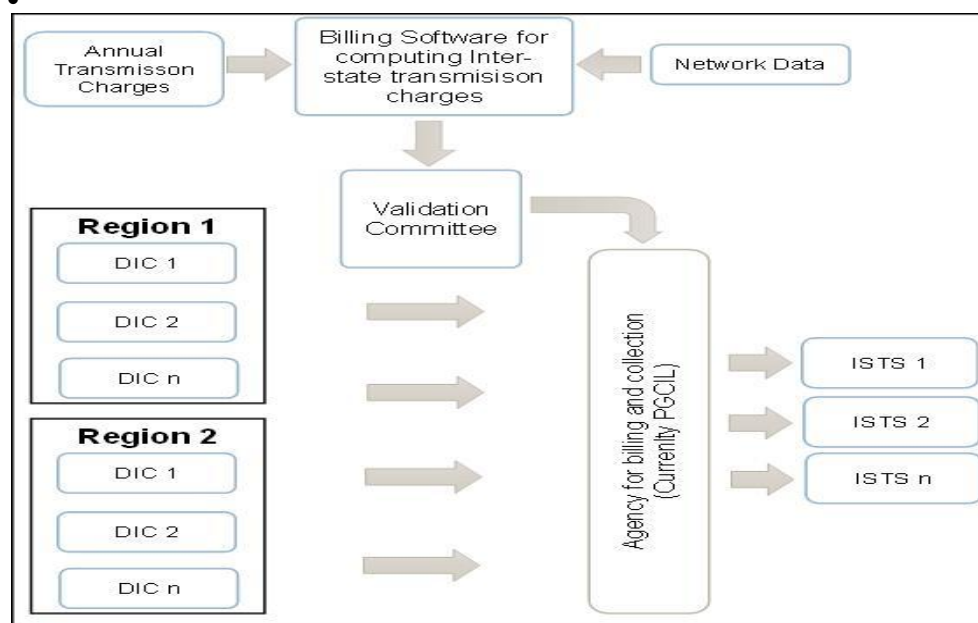 Annual
Transmisson
Charges
Billing Software for
computing Inter-
state transmisison
charges
Network Data
Validation
Committee
Region 1
DIC 1
DIC 2
DIC n
Region 2
DIC 1
DIC 2
DIC n
Agency for billing and collection
(Currenlty PGCIL)
ISTS 1
ISTS 2
ISTS n